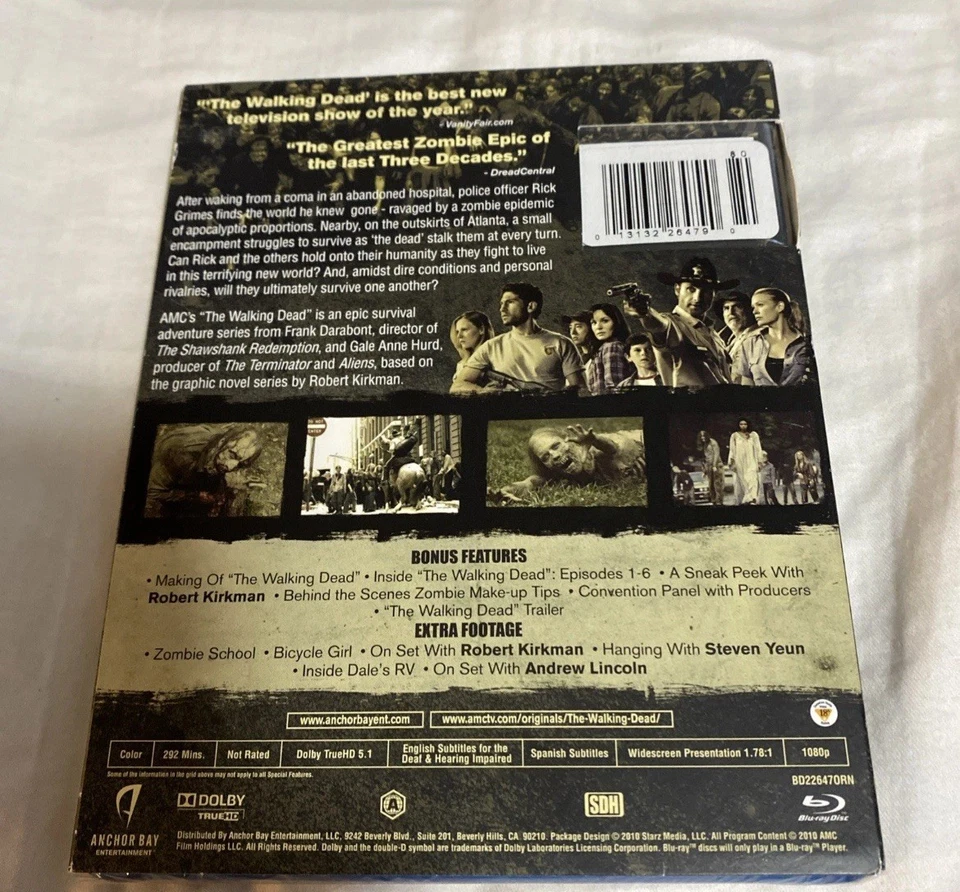 "'The Walking Dead' is the best new
television show of the year."
- VanityFair.com
"The Greatest Zombie Epic of
the last Three Decades."
- DreadCentral
After waking from a coma in an abandoned hospital, police officer Rick
Grimes finds the world he knew gone - ravaged by a zombie epidemic
of apocalyptic proportions. Nearby, on the outskirts of Atlanta, a small
encampment struggles to survive as 'the dead' stalk them at every turn.
Can Rick and the others hold onto their humanity as they fight to live
in this terrifying new world? And, amidst dire conditions and personal
rivalries, will they ultimately survive one another?
AMC's "The Walking Dead" is an epic survival
adventure series from Frank Darabont, director of
The Shawshank Redemption, and Gale Anne Hurd,
producer of The Terminator and Aliens, based on
the graphic novel series by Robert Kirkman.
80
0 13132 26479 0
ENTER
BONUS FEATURES
• Making Of "The Walking Dead" • Inside "The Walking Dead": Episodes 1-6 • A Sneak Peek With
Robert Kirkman • Behind the Scenes Zombie Make-up Tips • Convention Panel with Producers
• "The Walking Dead" Trailer
EXTRA FOOTAGE
• Zombie School • Bicycle Girl • On Set With Robert Kirkman • Hanging With Steven Yeun
• Inside Dale's RV • On Set With Andrew Lincoln
www.anchorbayent.com www.amctv.com/originals/The-Walking-Dead/
18
Color 292 Mins. Not Rated Dolby TrueHD 5.1 English Subtitles for the Deaf & Hearing Impaired Spanish Subtitles Widescreen Presentation 1.78:1 1080p
Some of the information in the grid above may not apply to all Special Features.
BD22647ORN
ANCHOR BAY
ENTERTAINMENT
DOLBY
TRUEHD
A
SDH
Blu-ray Disc
Distributed By Anchor Bay Entertainment, LLC, 9242 Beverly Blvd., Suite 201, Beverly Hills, CA 90210. Package Design © 2010 Starz Media, LLC. All Program Content © 2010 AMC
Film Holdings LLC. All Rights Reserved. Dolby and the double-D symbol are trademarks of Dolby Laboratories Licensing Corporation. Blu-ray™ discs will only play in a Blu-ray™ Player.